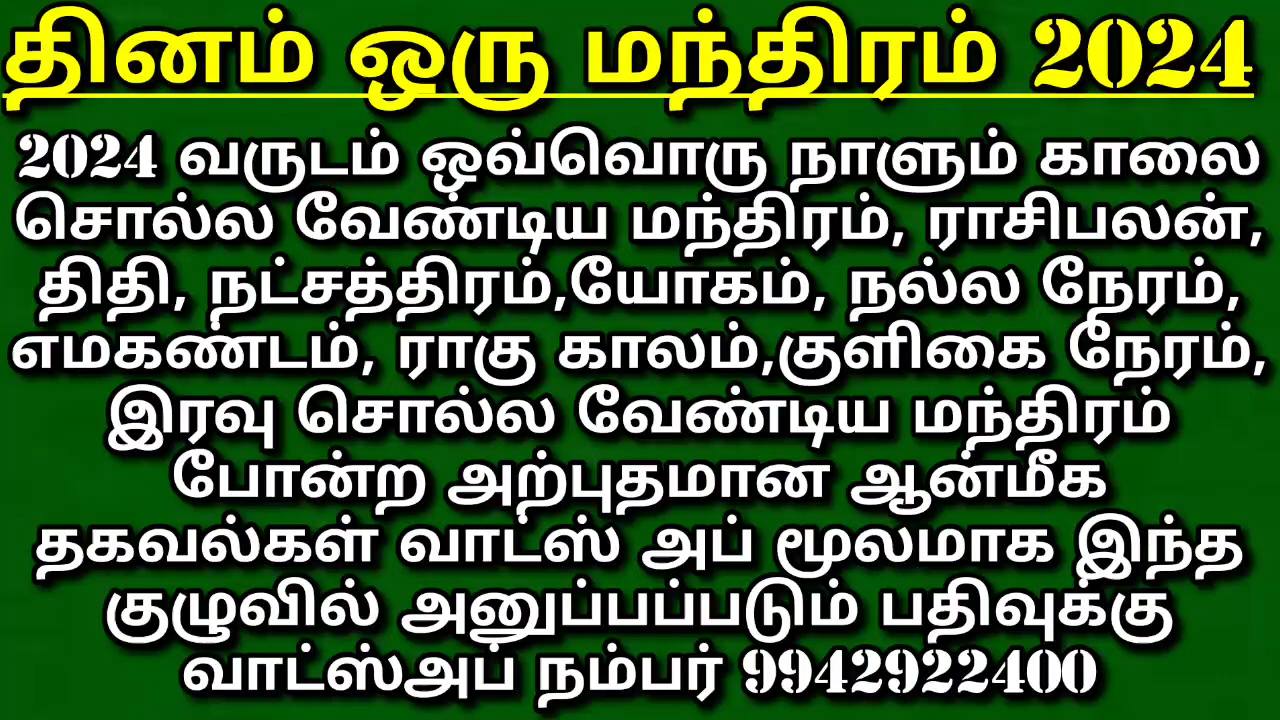 தினம் ஒரு மந்திரம் 2024
2024 வருடம் ஒவ்வொரு நாளும் காலை
சொல்ல வேண்டிய மந்திரம், ராசிபலன்,
திதி, நட்சத்திரம்,யோகம், நல்ல நேரம்,
எமகண்டம், ராகு காலம்,குளிகை நேரம்,
இரவு சொல்ல வேண்டிய மந்திரம்
போன்ற அற்புதமான ஆன்மீக
தகவல்கள் வாட்ஸ் அப் மூலமாக இந்த
குழுவில் அனுப்பப்படும் பதிவுக்கு
வாட்ஸ்அப் நம்பர் 9942922400